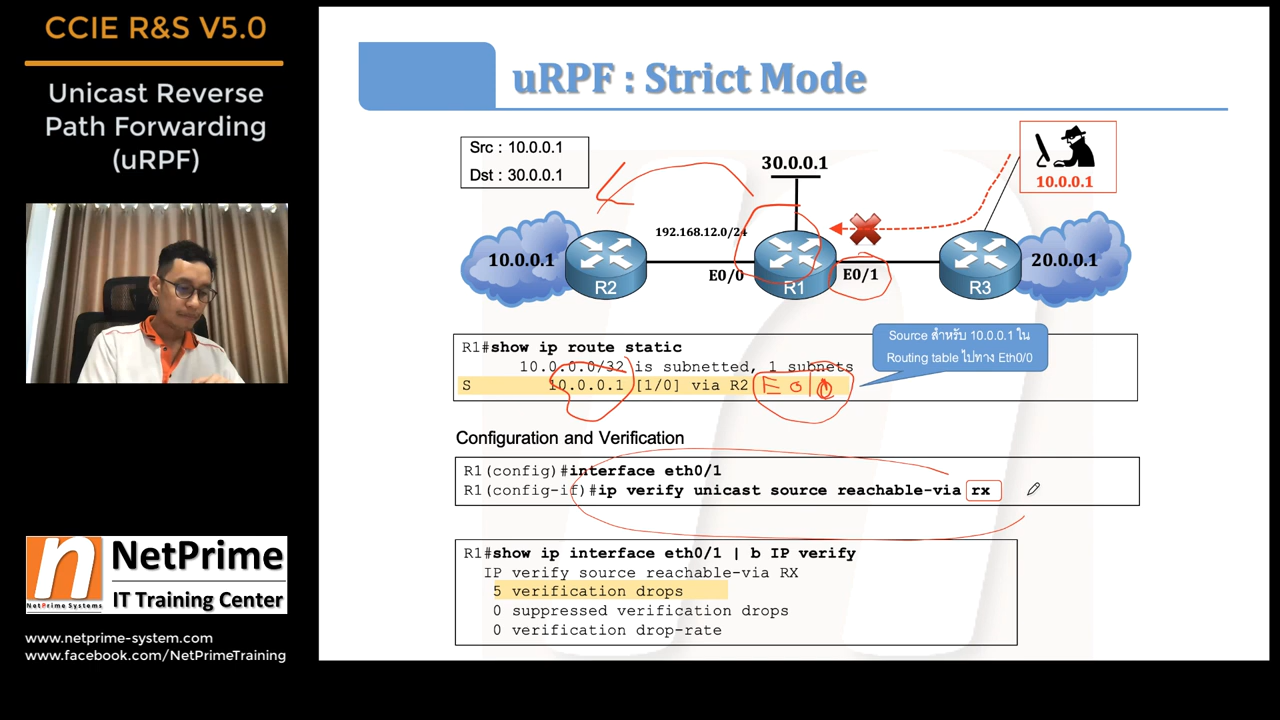 CCIE R&S V5.0
Unicast Reverse
Path Forwarding
(uRPF)
n
NetPrime Systems
NetPrime
IT Training Center
www.netprime-system.com
www.facebook.com/NetPrimeTraining
uRPF : Strict Mode
Src : 10.0.0.1
Dst : 30.0.0.1
30.0.0.1
10.0.0.1
192.168.12.0/24
10.0.0.1
20.0.0.1
E0/0
E0/1
R2
R1
R3
Source สำหรับ 10.0.0.1 ใน
Routing table ไปทาง Eth0/0
R1#show ip route static
10.0.0.0/32 is subnetted, 1 subnets
S 10.0.0.1 [1/0] via R2 E 0/0
Configuration and Verification
R1(config)#interface eth0/1
R1(config-if)#ip verify unicast source reachable-via rx
R1#show ip interface eth0/1 | b IP verify
IP verify source reachable-via RX
5 verification drops
0 suppressed verification drops
0 verification drop-rate